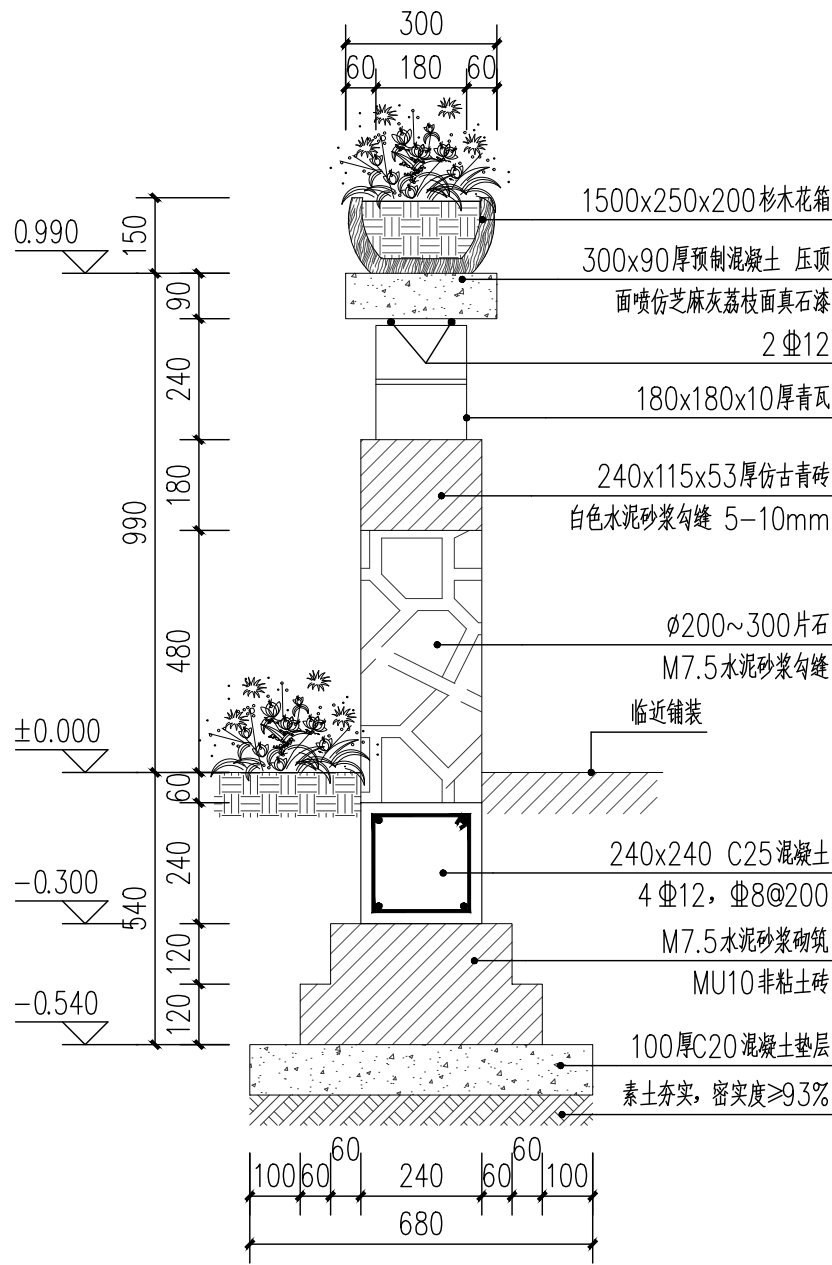 300
60 180 60
1500x250x200杉木花箱
0.990
150
300x90厚预制混凝土 压顶
面喷仿芝麻灰荔枝面真石漆
90
2Φ12
240
180x180x10厚青瓦
180
240x115x53厚仿古青砖
白色水泥砂浆勾缝 5-10mm
990
480
ø200~300片石
M7.5水泥砂浆勾缝
临近铺装
±0.000
60
240
240x240 C25混凝土
4Φ12，Φ8@200
-0.300
540
120
M7.5水泥砂浆砌筑
MU10非粘土砖
-0.540
120
100厚C20混凝土垫层
素土夯实，密实度≥93%
100 60 60 240 60 60 100
680